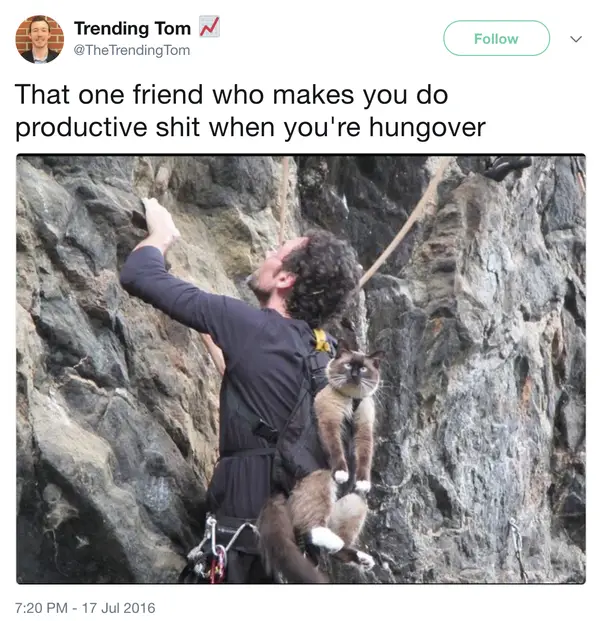 Trending Tom 📈
@TheTrendingTom
Follow
That one friend who makes you do
productive shit when you're hungover
7:20 PM - 17 Jul 2016